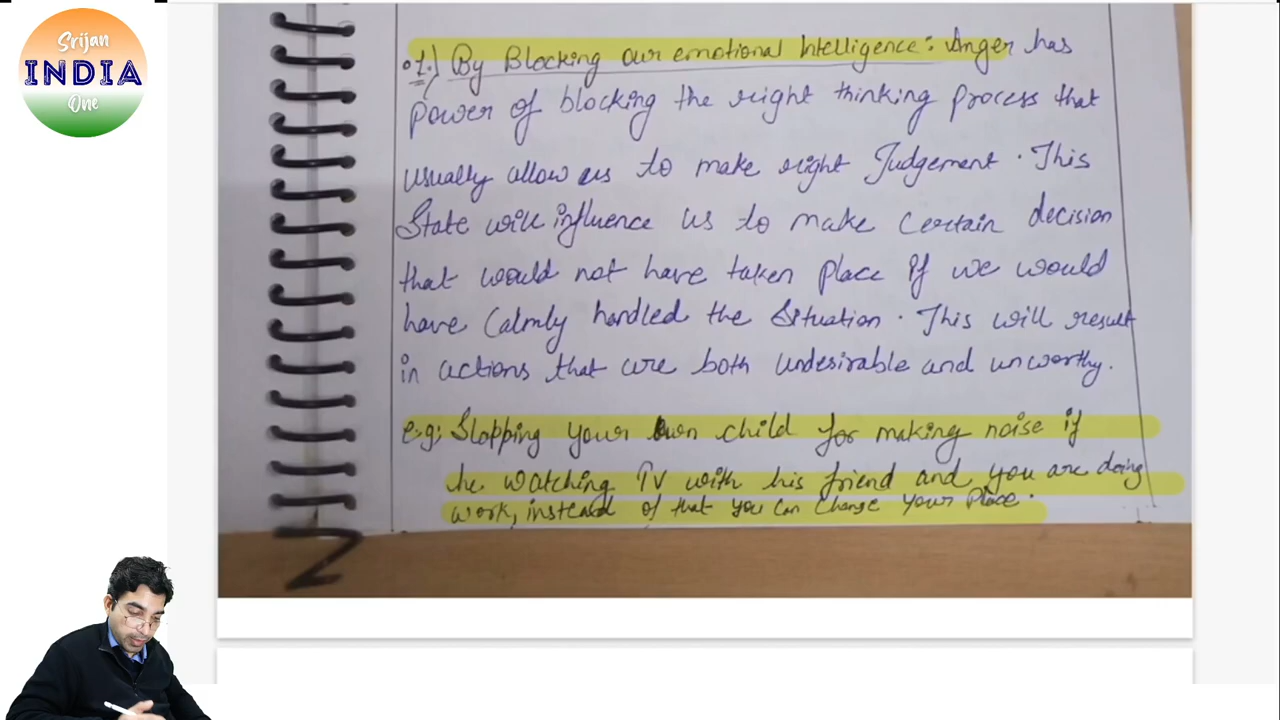 Srijan
INDIA
One
•1.) By Blocking our emotional Intelligence:- Anger has
power of blocking the right thinking process that
usually allow us to make right Judgement. This
State will influence us to make certain decision
that would not have taken place If we would
have Calmly handled the Situation. This will result
in actions that are both undesirable and unworthy.
e.g; Slapping your own child for making noise if
he watching TV with his friend and you are doing
work, instead of that you can change your Place.